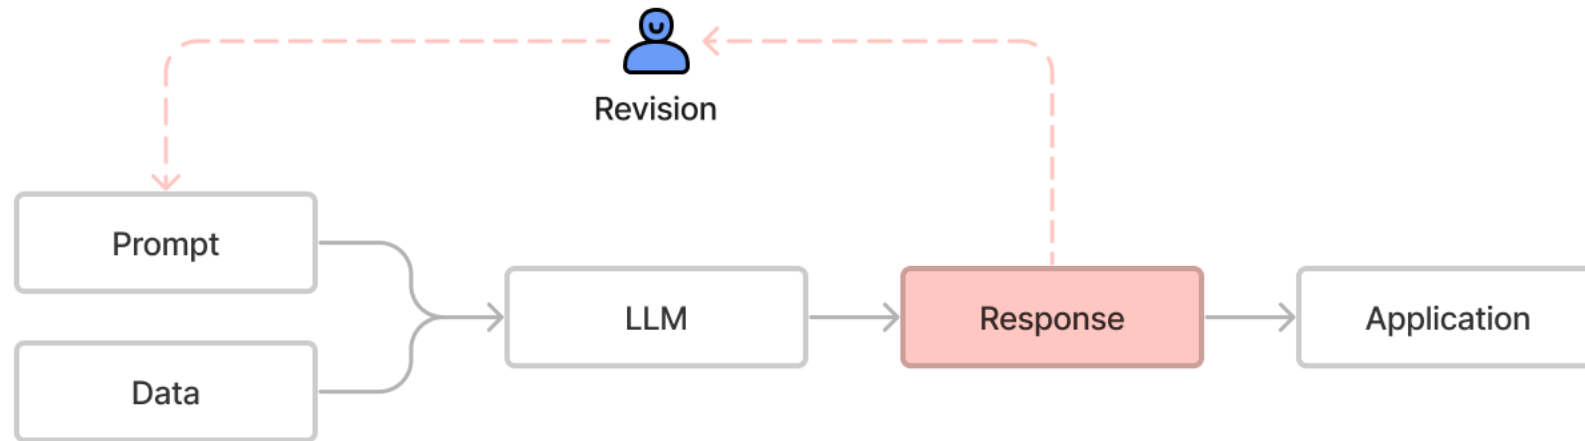 Revision
Prompt
Data
LLM
Response
Application